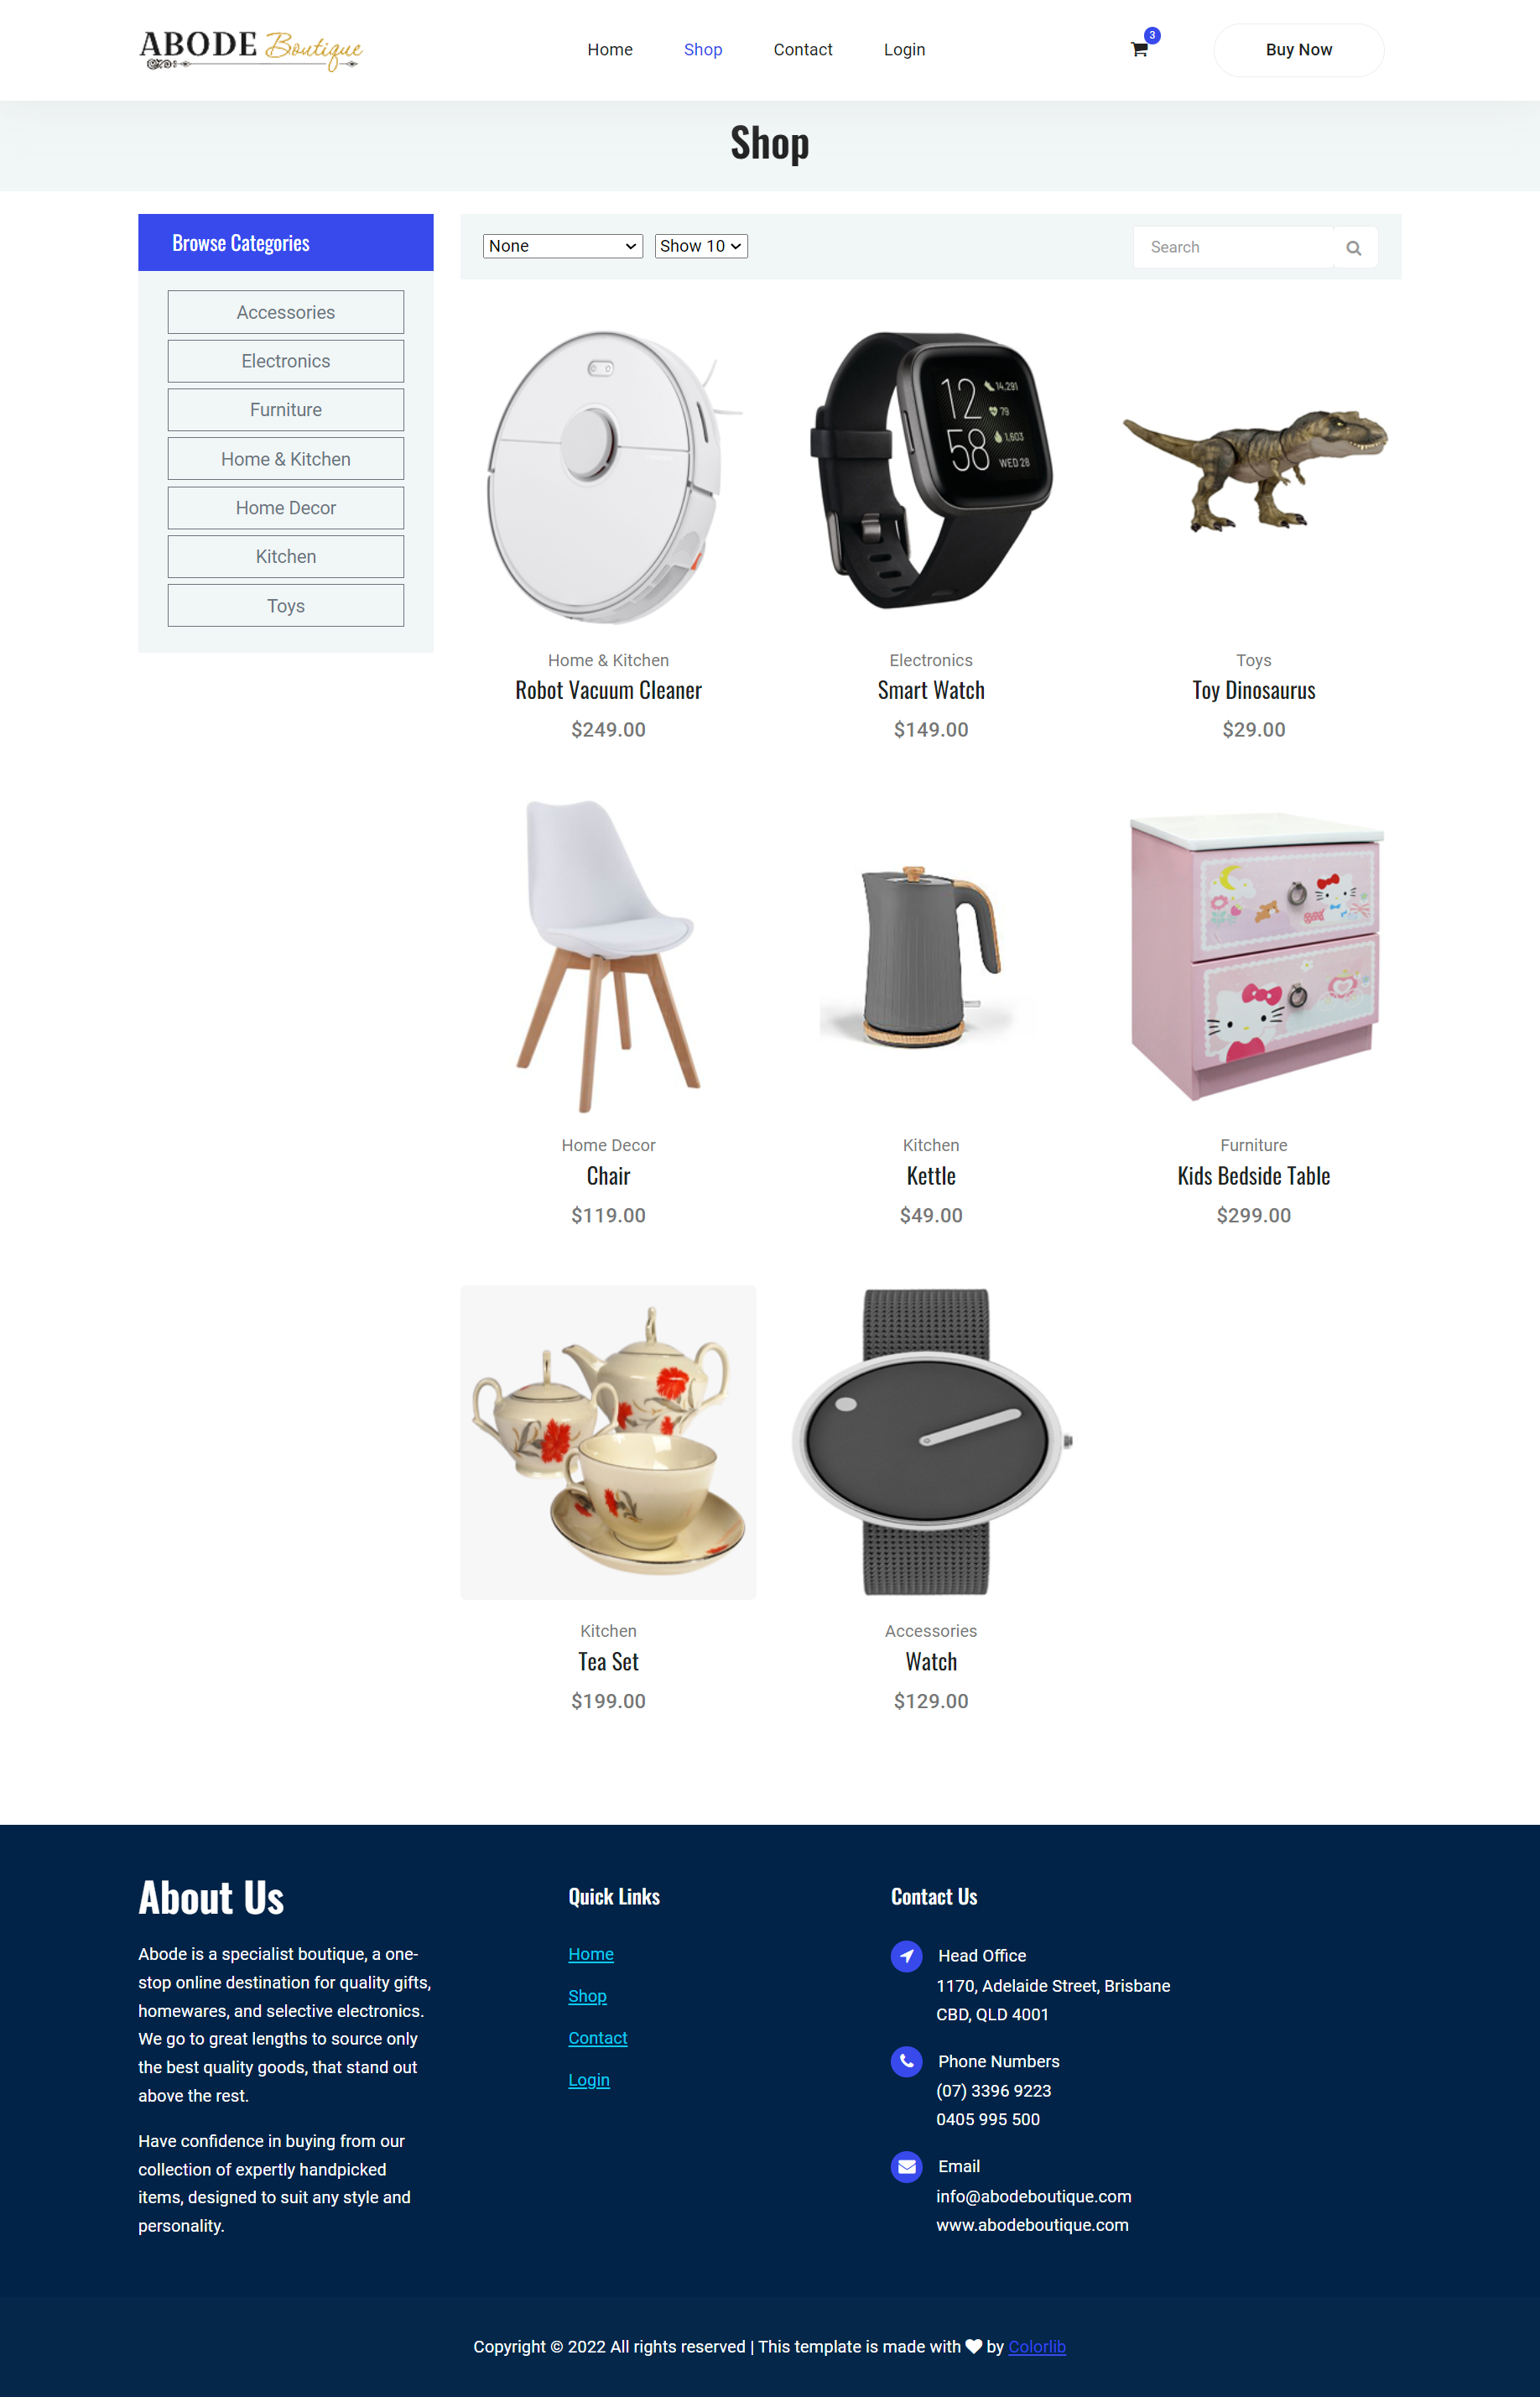 ABODE Boutique
Home
Shop
Contact
Login
3
Buy Now
Shop
Browse Categories
Accessories
Electronics
Furniture
Home & Kitchen
Home Decor
Kitchen
Toys
None
Show 10
Search
12
58
14,291
79
1,603
WED 28
Home & Kitchen
Robot Vacuum Cleaner
$249.00
Electronics
Smart Watch
$149.00
Toys
Toy Dinosaurus
$29.00
Home Decor
Chair
$119.00
Kitchen
Kettle
$49.00
Furniture
Kids Bedside Table
$299.00
Kitchen
Tea Set
$199.00
Accessories
Watch
$129.00
About Us
Abode is a specialist boutique, a one-
stop online destination for quality gifts,
homewares, and selective electronics.
We go to great lengths to source only
the best quality goods, that stand out
above the rest.
Have confidence in buying from our
collection of expertly handpicked
items, designed to suit any style and
personality.
Quick Links
Home
Shop
Contact
Login
Contact Us
Head Office
1170, Adelaide Street, Brisbane
CBD, QLD 4001
Phone Numbers
(07) 3396 9223
0405 995 500
Email
info@abodeboutique.com
www.abodeboutique.com
Copyright © 2022 All rights reserved | This template is made with ♥ by Colorlib